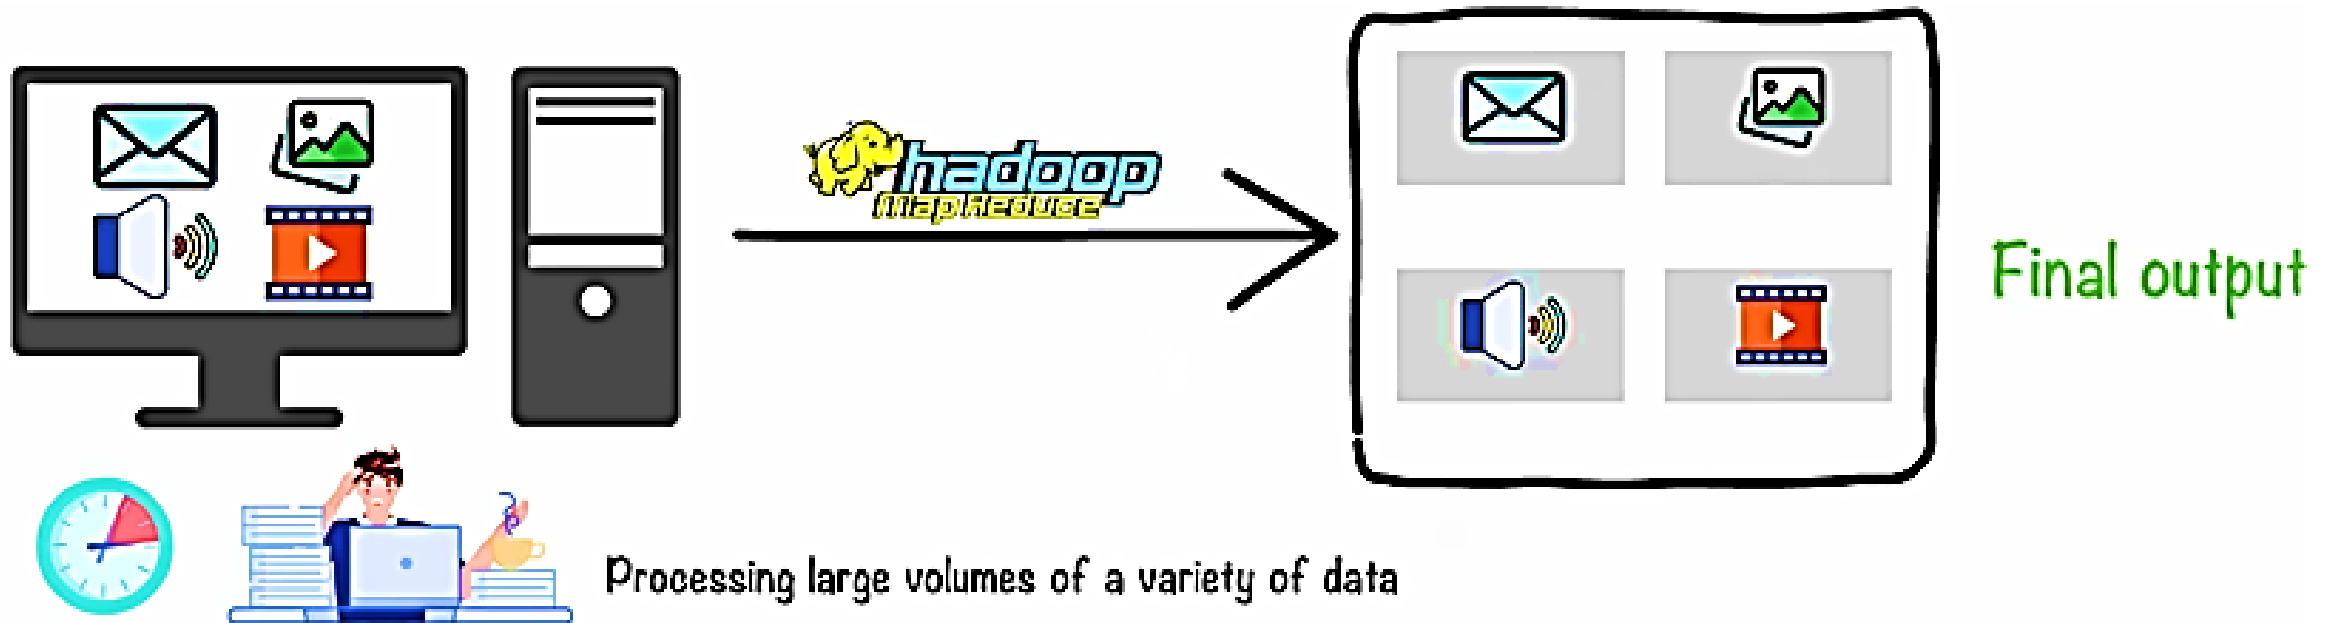 hadoop
MapReduce
Final output
Processing large volumes of a variety of data